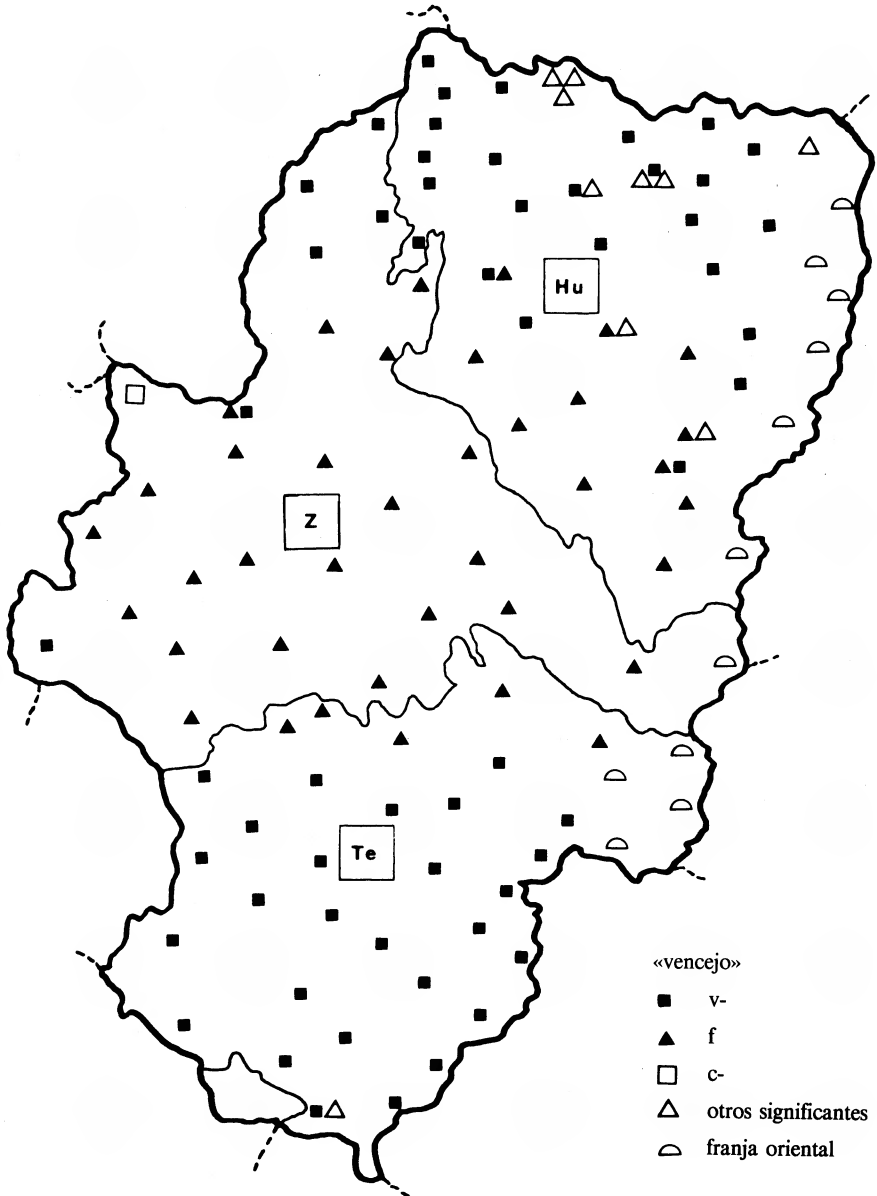 Hu
Z
Te
«vencejo»
v-
f
c-
otros significantes
franja oriental